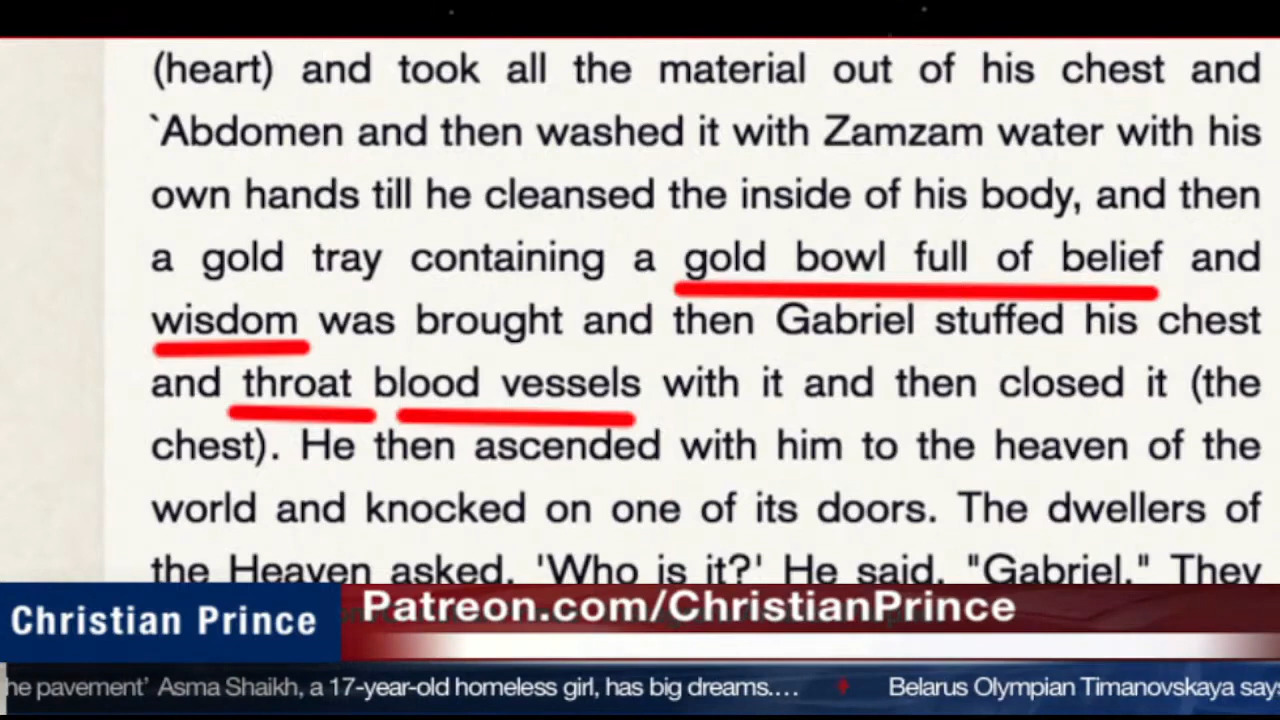 (heart) and took all the material out of his chest and
`Abdomen and then washed it with Zamzam water with his
own hands till he cleansed the inside of his body, and then
a gold tray containing a gold bowl full of belief and
wisdom was brought and then Gabriel stuffed his chest
and throat blood vessels with it and then closed it (the
chest). He then ascended with him to the heaven of the
world and knocked on one of its doors. The dwellers of
the Heaven asked, 'Who is it?' He said, "Gabriel." They
Christian Prince
Patreon.com/ChristianPrince
he pavement' Asma Shaikh, a 17-year-old homeless girl, has big dreams.... Belarus Olympian Timanovskaya says